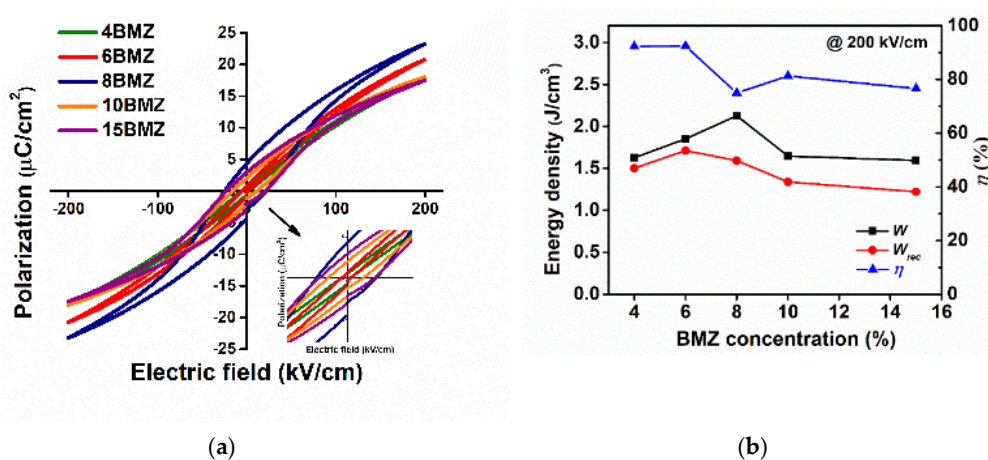 4BMZ
6BMZ
8BMZ
10BMZ
15BMZ
Polarization (μC/cm²)
25
20
15
10
5
-5
-10
-15
-20
-25
-200
-100
100
200
Electric field (kV/cm)
Polarization (μC/cm²)
Electric field (kV/cm)
(a)
(b)
@ 200 kV/cm
Energy density (J/cm³)
3.0
2.5
2.0
1.5
1.0
0.5
0.0
4
6
8
10
12
14
16
BMZ concentration (%)
100
80
60
40
20
0
η (%)
W
W_rec
η